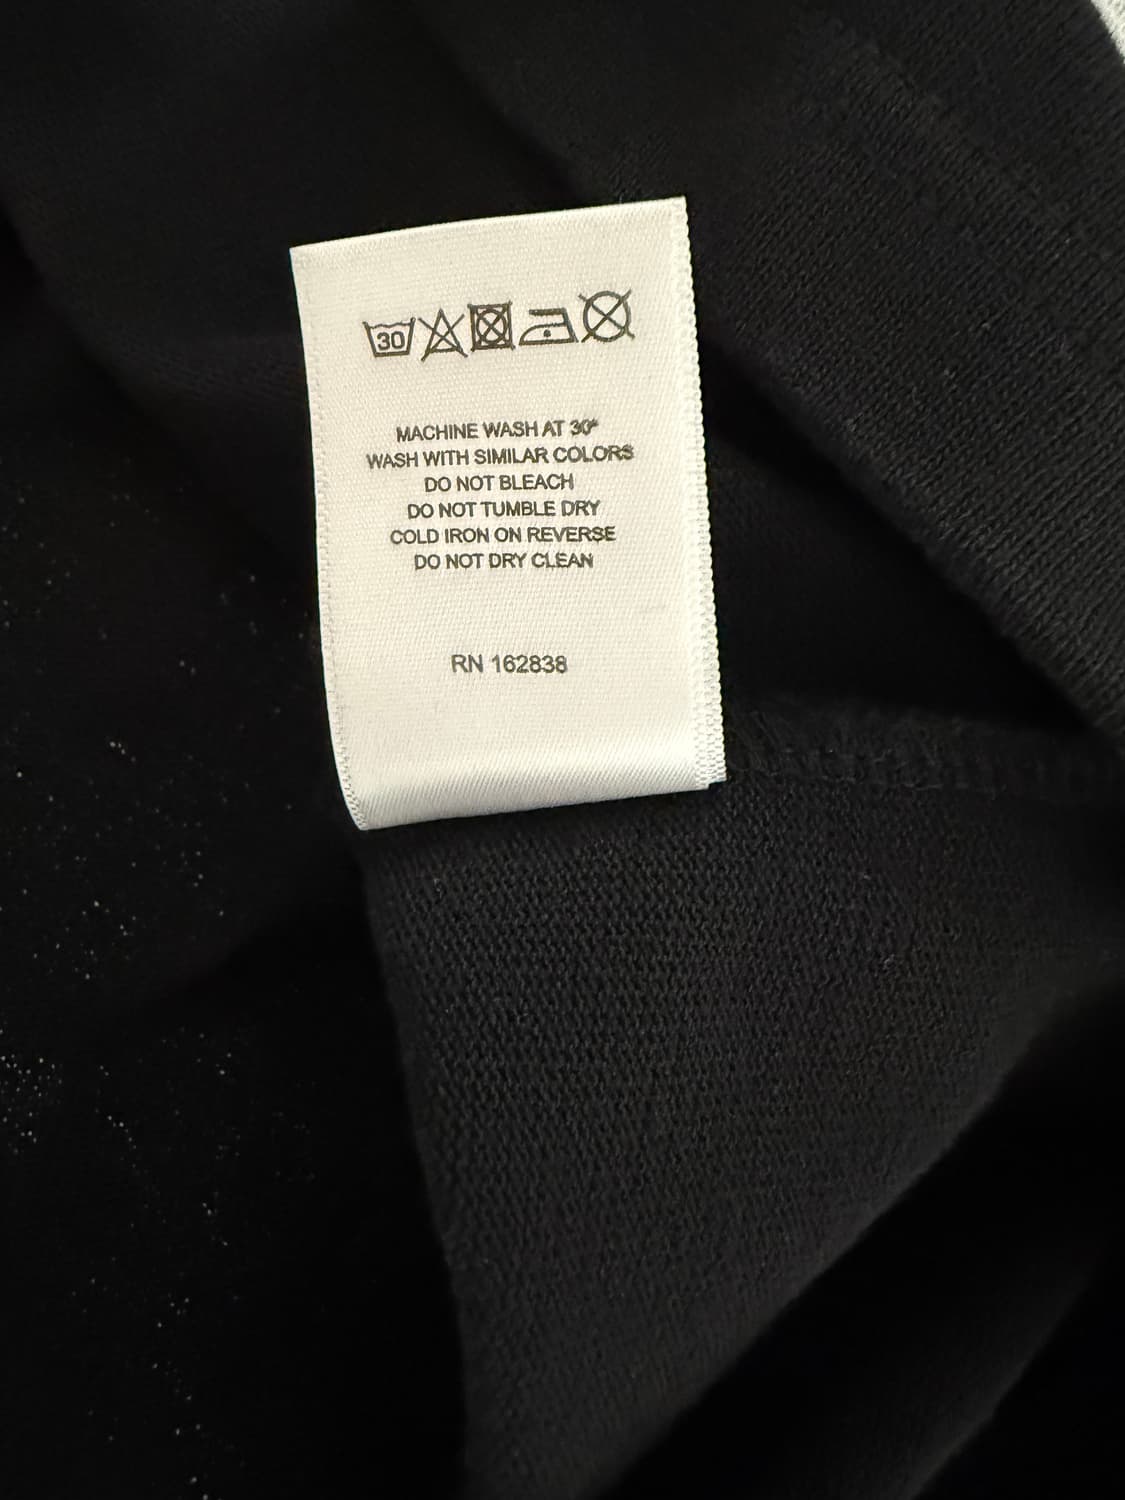 30
MACHINE WASH AT 30°
WASH WITH SIMILAR COLORS
DO NOT BLEACH
DO NOT TUMBLE DRY
COLD IRON ON REVERSE
DO NOT DRY CLEAN
RN 162838